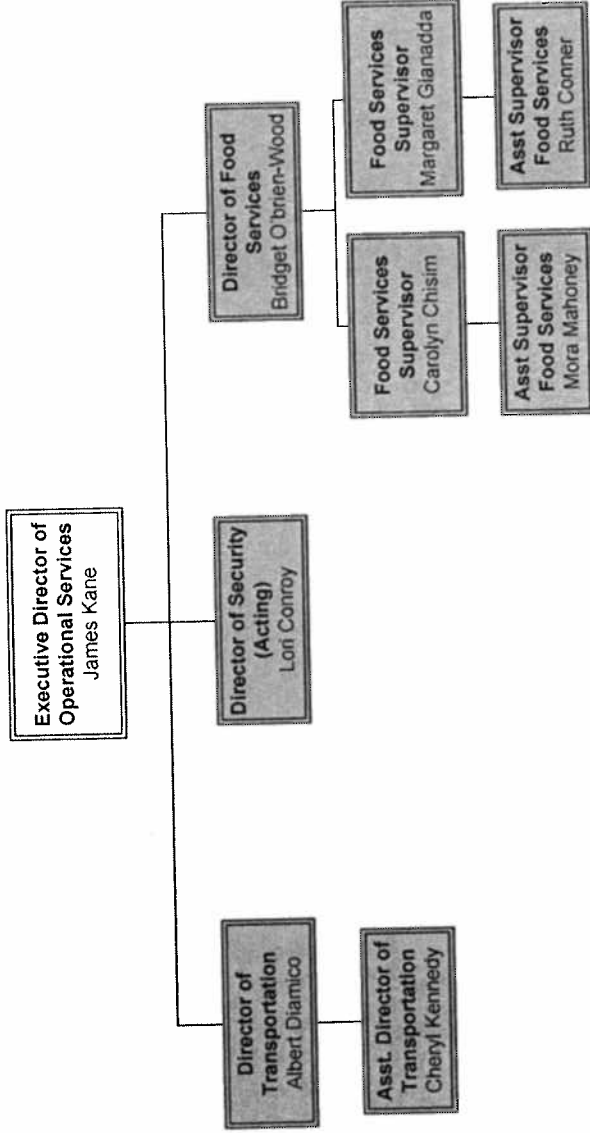 Executive Director of
Operational Services
James Kane
Director of
Transportation
Albert Diamico
Director of Security
(Acting)
Lori Conroy
Director of Food
Services
Bridget O'brien-Wood
Asst. Director of
Transportation
Cheryl Kennedy
Food Services
Supervisor
Carolyn Chisim
Food Services
Supervisor
Margaret Gianadda
Asst Supervisor
Food Services
Mora Mahoney
Asst Supervisor
Food Services
Ruth Conner